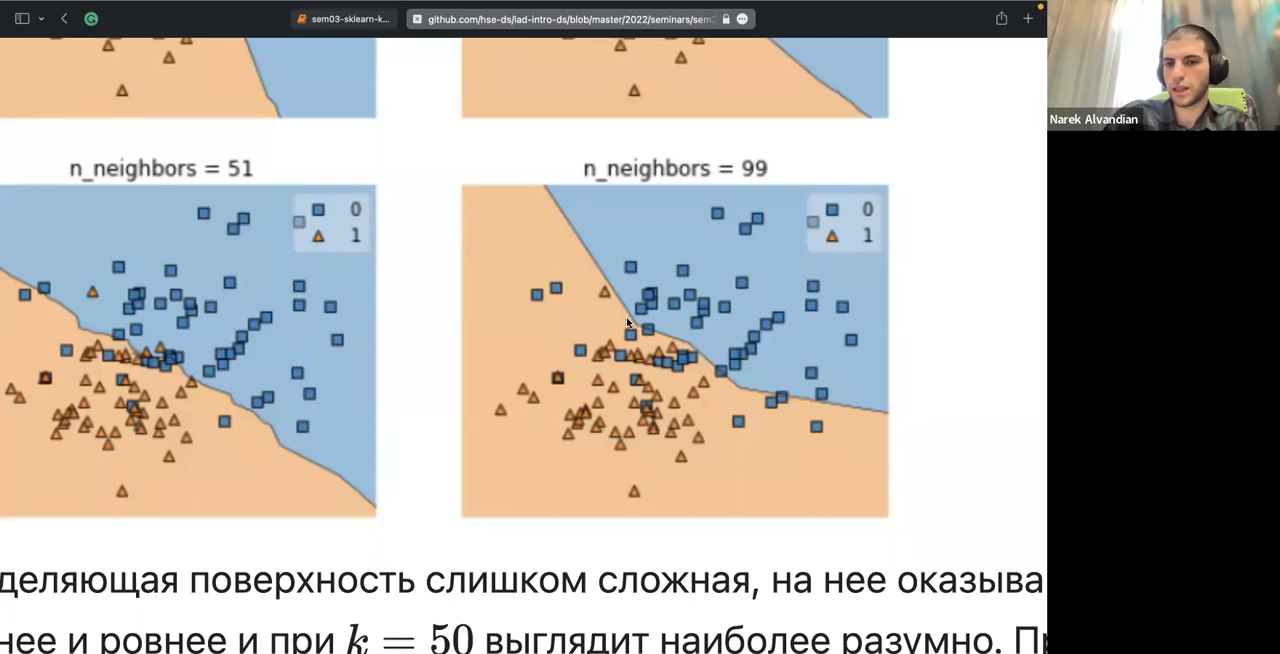 sem03-sklearn-k...
github.com/hse-ds/iad-intro-ds/blob/master/2022/seminars/sem
Narek Alvandian
n_neighbors = 51
n_neighbors = 99
0
1
0
1
деляющая поверхность слишком сложная, на нее оказыва
нее и ровнее и при k = 50 выглядит наиболее разумно. П